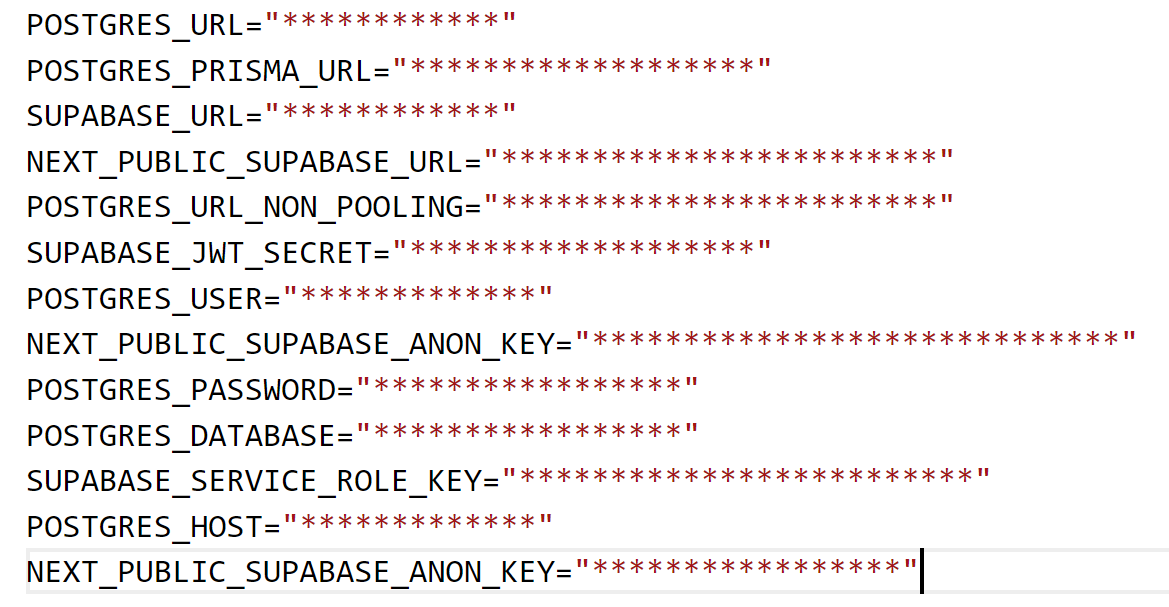 POSTGRES_URL="************"
POSTGRES_PRISMA_URL="*******************"
SUPABASE_URL="************"
NEXT_PUBLIC_SUPABASE_URL="************************"
POSTGRES_URL_NON_POOLING="************************"
SUPABASE_JWT_SECRET="*******************"
POSTGRES_USER="*************"
NEXT_PUBLIC_SUPABASE_ANON_KEY="*****************************"
POSTGRES_PASSWORD="*****************"
POSTGRES_DATABASE="*****************"
SUPABASE_SERVICE_ROLE_KEY="*************************"
POSTGRES_HOST="*************"
NEXT_PUBLIC_SUPABASE_ANON_KEY="*****************"